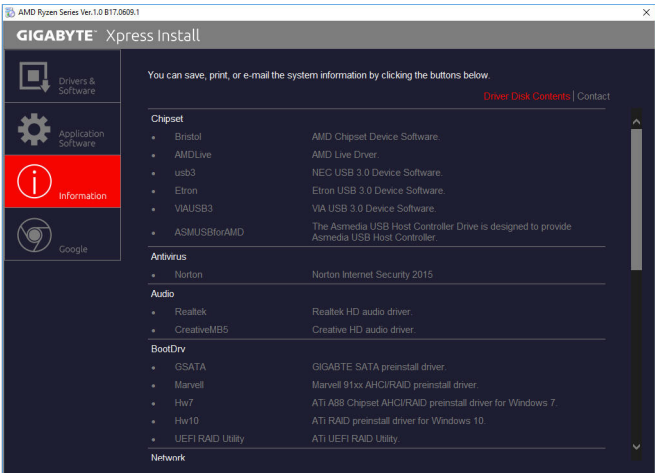 AMD Ryzen Series Ver.1.0 B17.0609.1
GIGABYTE™ Xpress Install
Drivers &
Software
Application
Software
Information
Google
You can save, print, or e-mail the system information by clicking the buttons below.
Driver Disk Contents | Contact
Chipset
• Bristol AMD Chipset Device Software.
• AMDLive AMD Live Drver.
• usb3 NEC USB 3.0 Device Software.
• Etron Etron USB 3.0 Device Software.
• VIAUSB3 VIA USB 3.0 Device Software.
• ASMUSBforAMD The Asmedia USB Host Controller Drive is designed to provide
Asmedia USB Host Controller.
Antivirus
• Norton Norton Internet Security 2015
Audio
• Realtek Realtek HD audio driver.
• CreativeMB5 Creative HD audio driver.
BootDrv
• GSATA GIGABTE SATA preinstall driver.
• Marvell Marvell 91xx AHCI/RAID preinstall driver.
• Hw7 ATi A88 Chipset AHCI/RAID preinstall driver for Windows 7.
• Hw10 ATi RAID preinstall driver for Windows 10.
• UEFI RAID Utility ATi UEFI RAID Utility.
Network